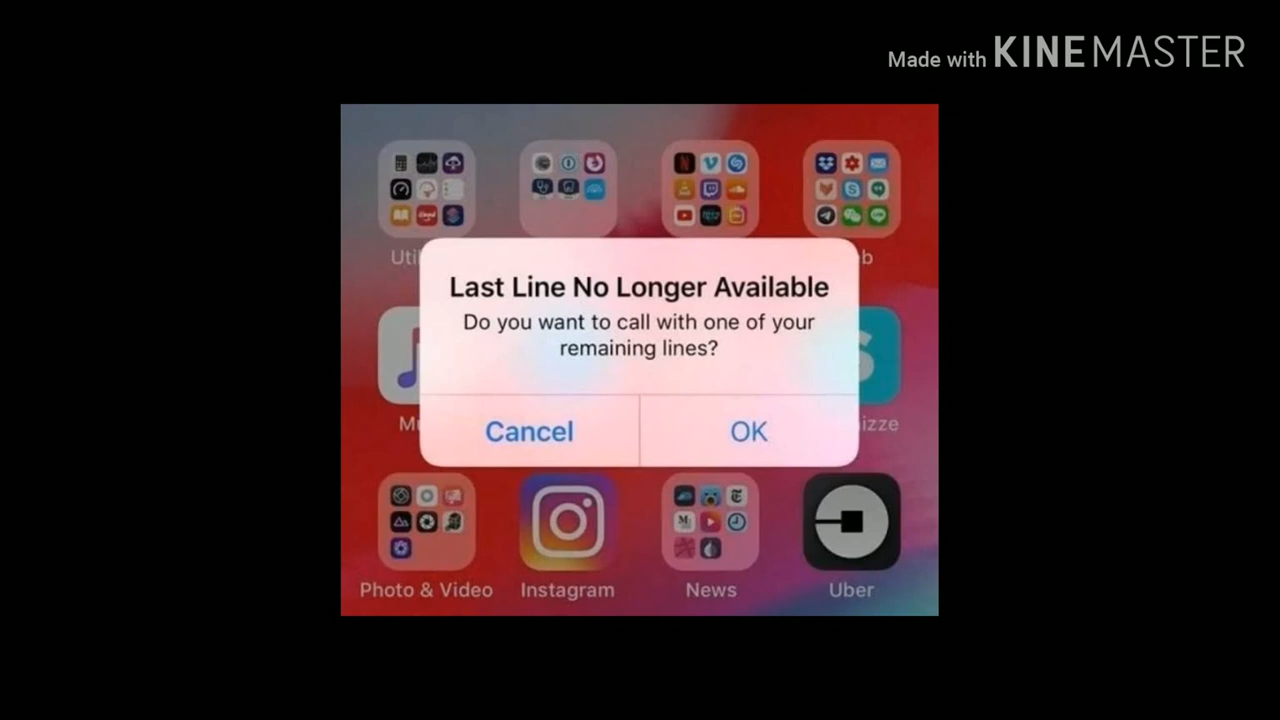 Made with KINEMASTER
Last Line No Longer Available
Do you want to call with one of your
remaining lines?
Cancel
OK
Photo & Video
Instagram
News
Uber